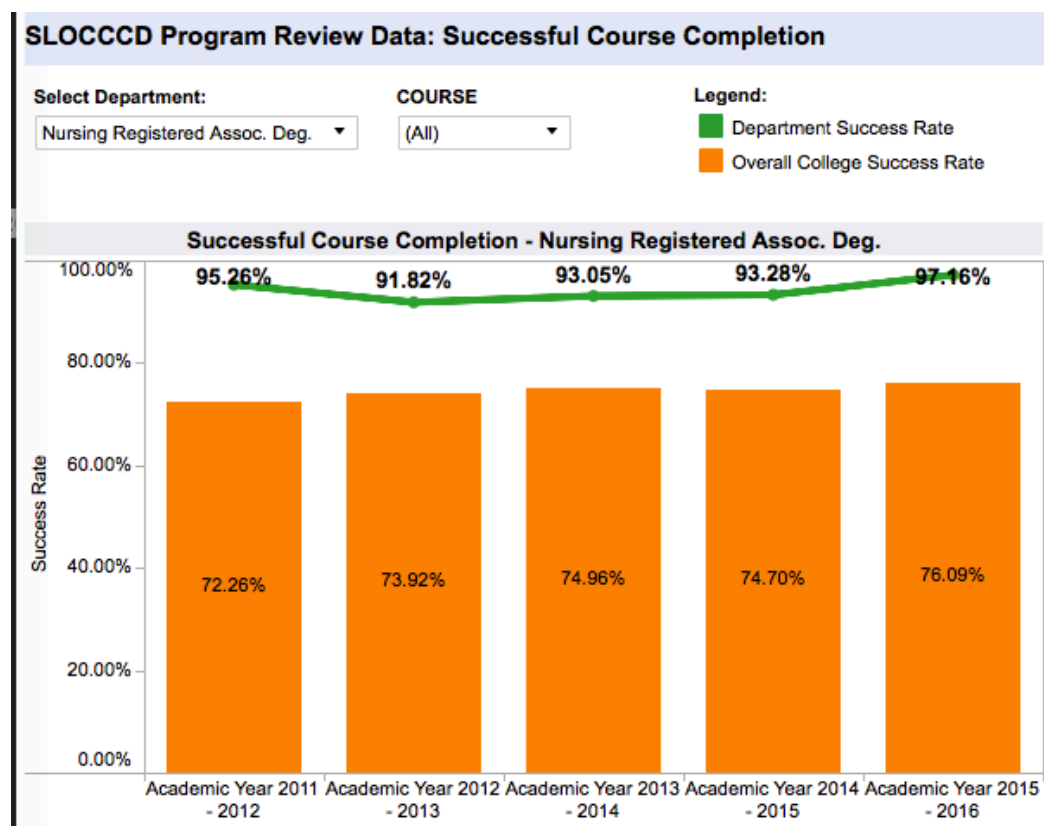 SLOCCCD Program Review Data: Successful Course Completion
Select Department:
COURSE
Legend:
Nursing Registered Assoc. Deg.
(All)
Department Success Rate
Overall College Success Rate
Successful Course Completion - Nursing Registered Assoc. Deg.
100.00%
95.26%
91.82%
93.05%
93.28%
97.16%
80.00%
60.00%
Success Rate
40.00%
72.26%
73.92%
74.96%
74.70%
76.09%
20.00%
0.00%
Academic Year 2011
- 2012
Academic Year 2012
- 2013
Academic Year 2013
- 2014
Academic Year 2014
- 2015
Academic Year 2015
- 2016